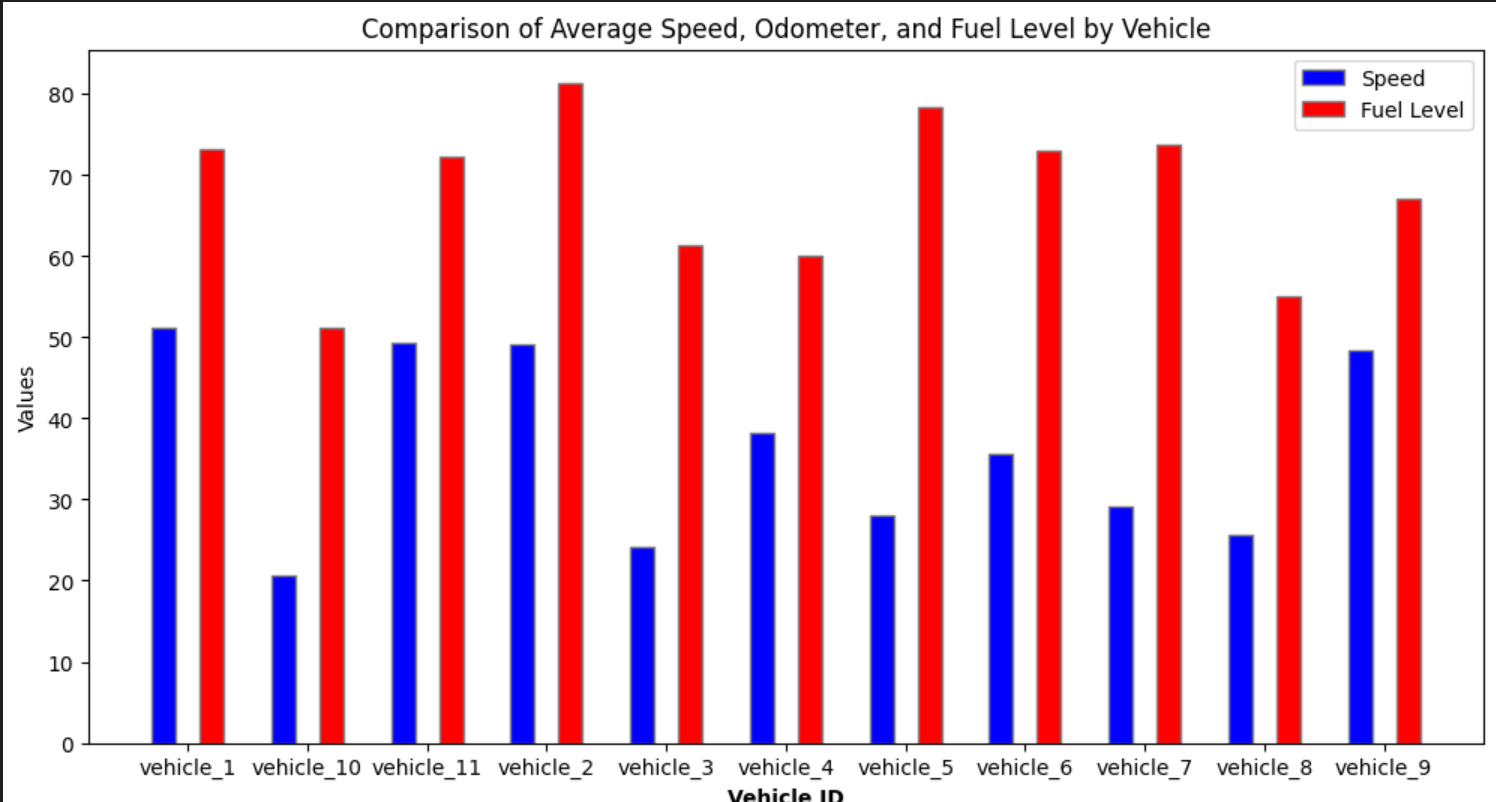 Comparison of Average Speed, Odometer, and Fuel Level by Vehicle
Speed
Fuel Level
Values
80
70
60
50
40
30
20
10
0
vehicle_1 vehicle_10 vehicle_11 vehicle_2 vehicle_3 vehicle_4 vehicle_5 vehicle_6 vehicle_7 vehicle_8 vehicle_9
Vehicle ID